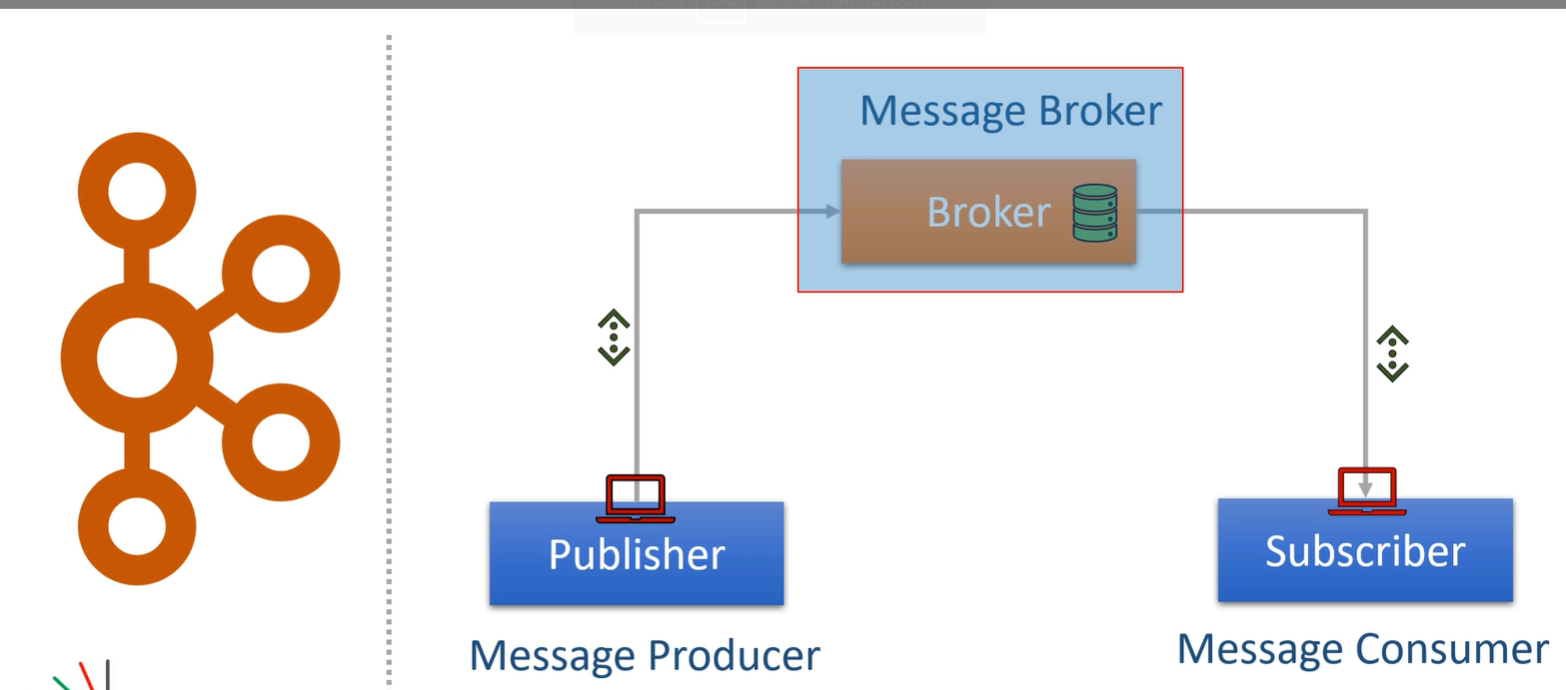 Message Broker
Broker
Publisher
Subscriber
Message Producer
Message Consumer